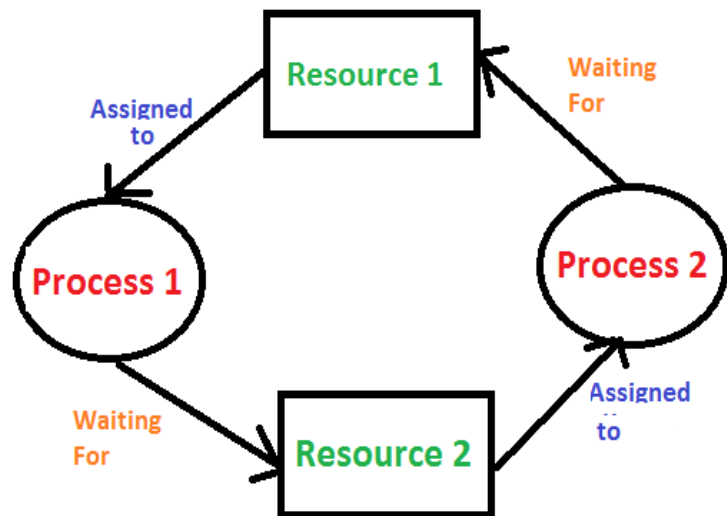 Resource 1
Waiting
For
Assigned
to
Process 1
Process 2
Waiting
For
Resource 2
Assigned
to